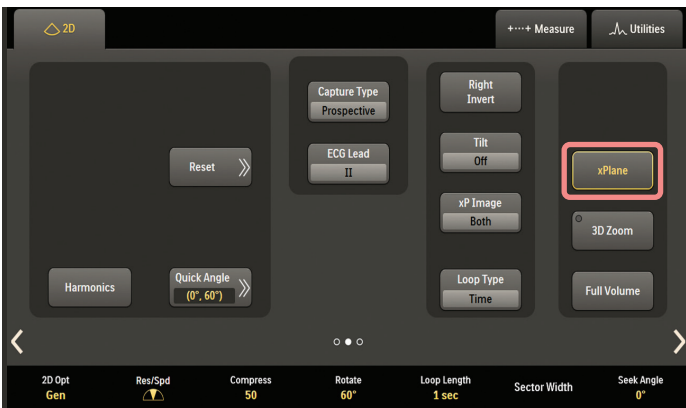 2D
+····+ Measure
Utilities
Capture Type
Prospective
Right
Invert
Reset
ECG Lead
II
Tilt
Off
xPlane
xP Image
Both
3D Zoom
Harmonics
Quick Angle
(0°, 60°)
Loop Type
Time
Full Volume
2D Opt
Gen
Res/Spd
Compress
50
Rotate
60°
Loop Length
1 sec
Sector Width
Seek Angle
0°